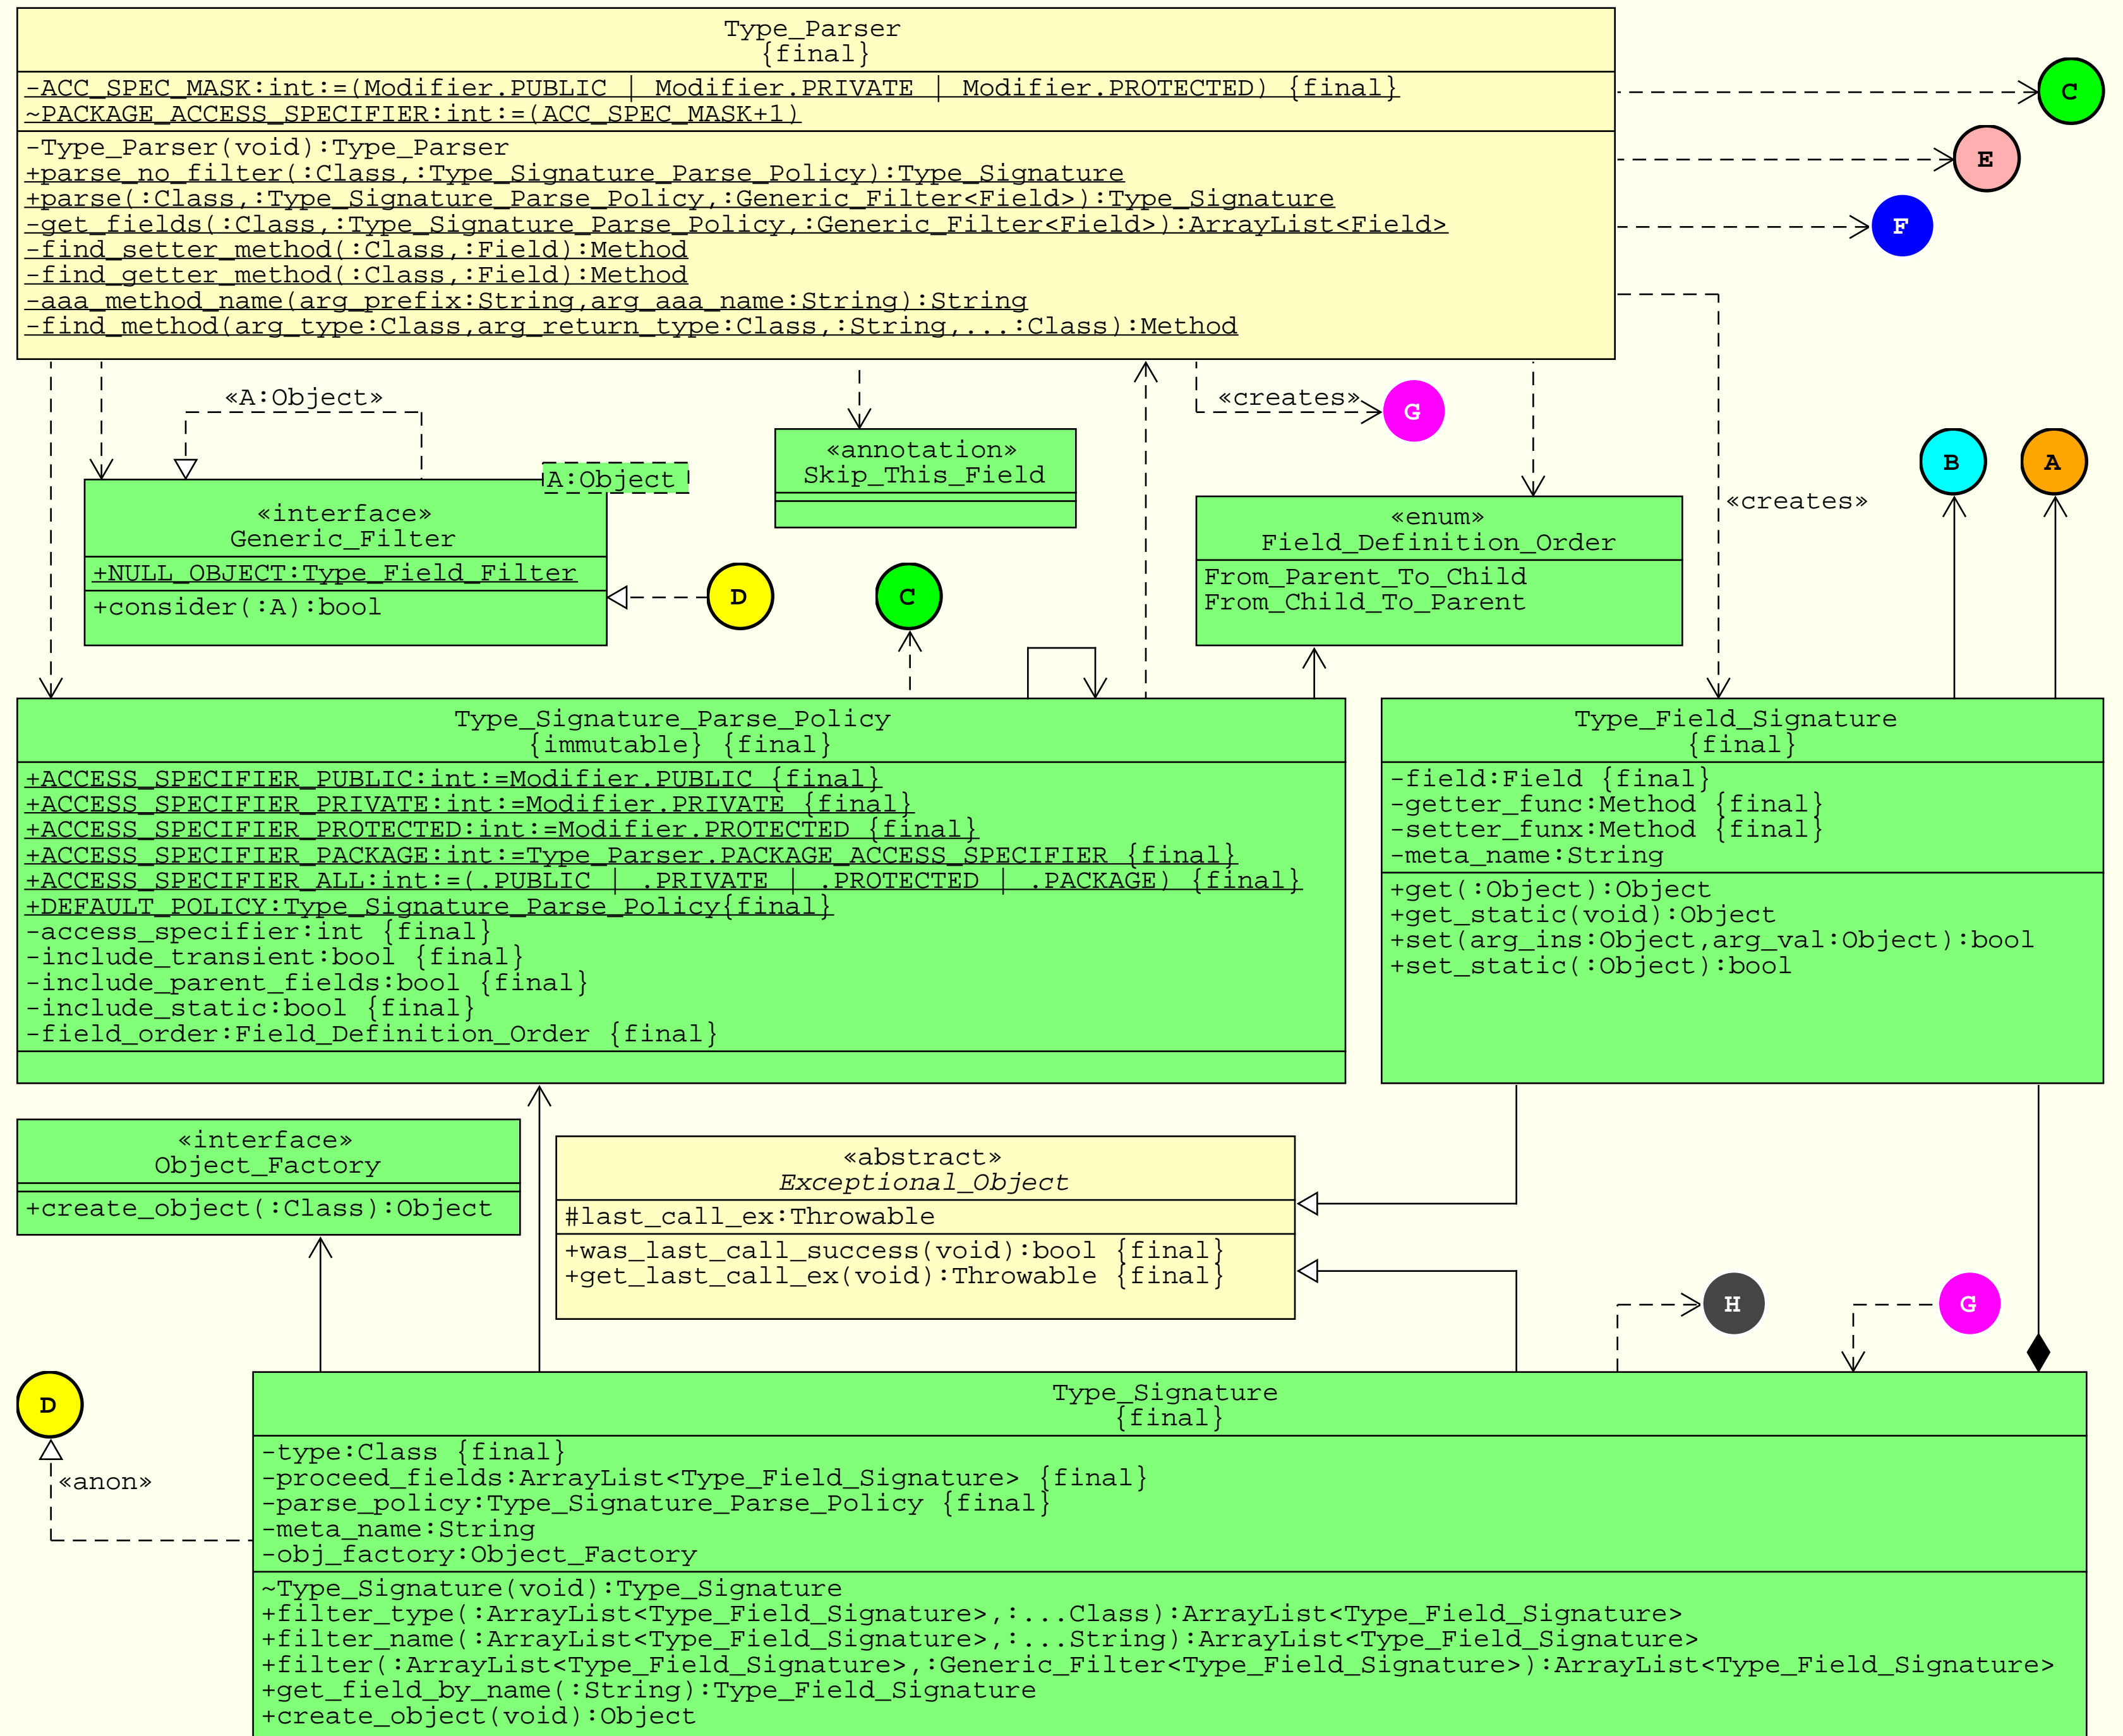 Type_Parser
{final}
-ACC_SPEC_MASK:int:=(Modifier.PUBLIC | Modifier.PRIVATE | Modifier.PROTECTED) {final}
~PACKAGE_ACCESS_SPECIFIER:int:=(ACC_SPEC_MASK+1)
-Type_Parser(void):Type_Parser
+parse_no_filter(:Class,:Type_Signature_Parse_Policy):Type_Signature
+parse(:Class,:Type_Signature_Parse_Policy,:Generic_Filter<Field>):Type_Signature
-get_fields(:Class,:Type_Signature_Parse_Policy,:Generic_Filter<Field>):ArrayList<Field>
-find_setter_method(:Class,:Field):Method
-find_getter_method(:Class,:Field):Method
-aaa_method_name(arg_prefix:String,arg_aaa_name:String):String
-find_method(arg_type:Class,arg_return_type:Class,:String,...:Class):Method
C
E
F
«A:Object»
«creates»
G
A:Object
«interface»
Generic_Filter
+NULL_OBJECT:Type_Field_Filter
+consider(:A):bool
D
«annotation»
Skip_This_Field
C
«enum»
Field_Definition_Order
From_Parent_To_Child
From_Child_To_Parent
«creates»
B
A
Type_Signature_Parse_Policy
{immutable} {final}
+ACCESS_SPECIFIER_PUBLIC:int:=Modifier.PUBLIC {final}
+ACCESS_SPECIFIER_PRIVATE:int:=Modifier.PRIVATE {final}
+ACCESS_SPECIFIER_PROTECTED:int:=Modifier.PROTECTED {final}
+ACCESS_SPECIFIER_PACKAGE:int:=Type_Parser.PACKAGE_ACCESS_SPECIFIER {final}
+ACCESS_SPECIFIER_ALL:int:=(.PUBLIC | .PRIVATE | .PROTECTED | .PACKAGE) {final}
+DEFAULT_POLICY:Type_Signature_Parse_Policy{final}
-access_specifier:int {final}
-include_transient:bool {final}
-include_parent_fields:bool {final}
-include_static:bool {final}
-field_order:Field_Definition_Order {final}
Type_Field_Signature
{final}
-field:Field {final}
-getter_func:Method {final}
-setter_funx:Method {final}
-meta_name:String
+get(:Object):Object
+get_static(void):Object
+set(arg_ins:Object,arg_val:Object):bool
+set_static(:Object):bool
«interface»
Object_Factory
+create_object(:Class):Object
«abstract»
Exceptional_Object
#last_call_ex:Throwable
+was_last_call_success(void):bool {final}
+get_last_call_ex(void):Throwable {final}
H
G
D
«anon»
Type_Signature
{final}
-type:Class {final}
-proceed_fields:ArrayList<Type_Field_Signature> {final}
-parse_policy:Type_Signature_Parse_Policy {final}
-meta_name:String
-obj_factory:Object_Factory
~Type_Signature(void):Type_Signature
+filter_type(:ArrayList<Type_Field_Signature>,:...Class):ArrayList<Type_Field_Signature>
+filter_name(:ArrayList<Type_Field_Signature>,:...String):ArrayList<Type_Field_Signature>
+filter(:ArrayList<Type_Field_Signature>,:Generic_Filter<Type_Field_Signature>):ArrayList<Type_Field_Signature>
+get_field_by_name(:String):Type_Field_Signature
+create_object(void):Object